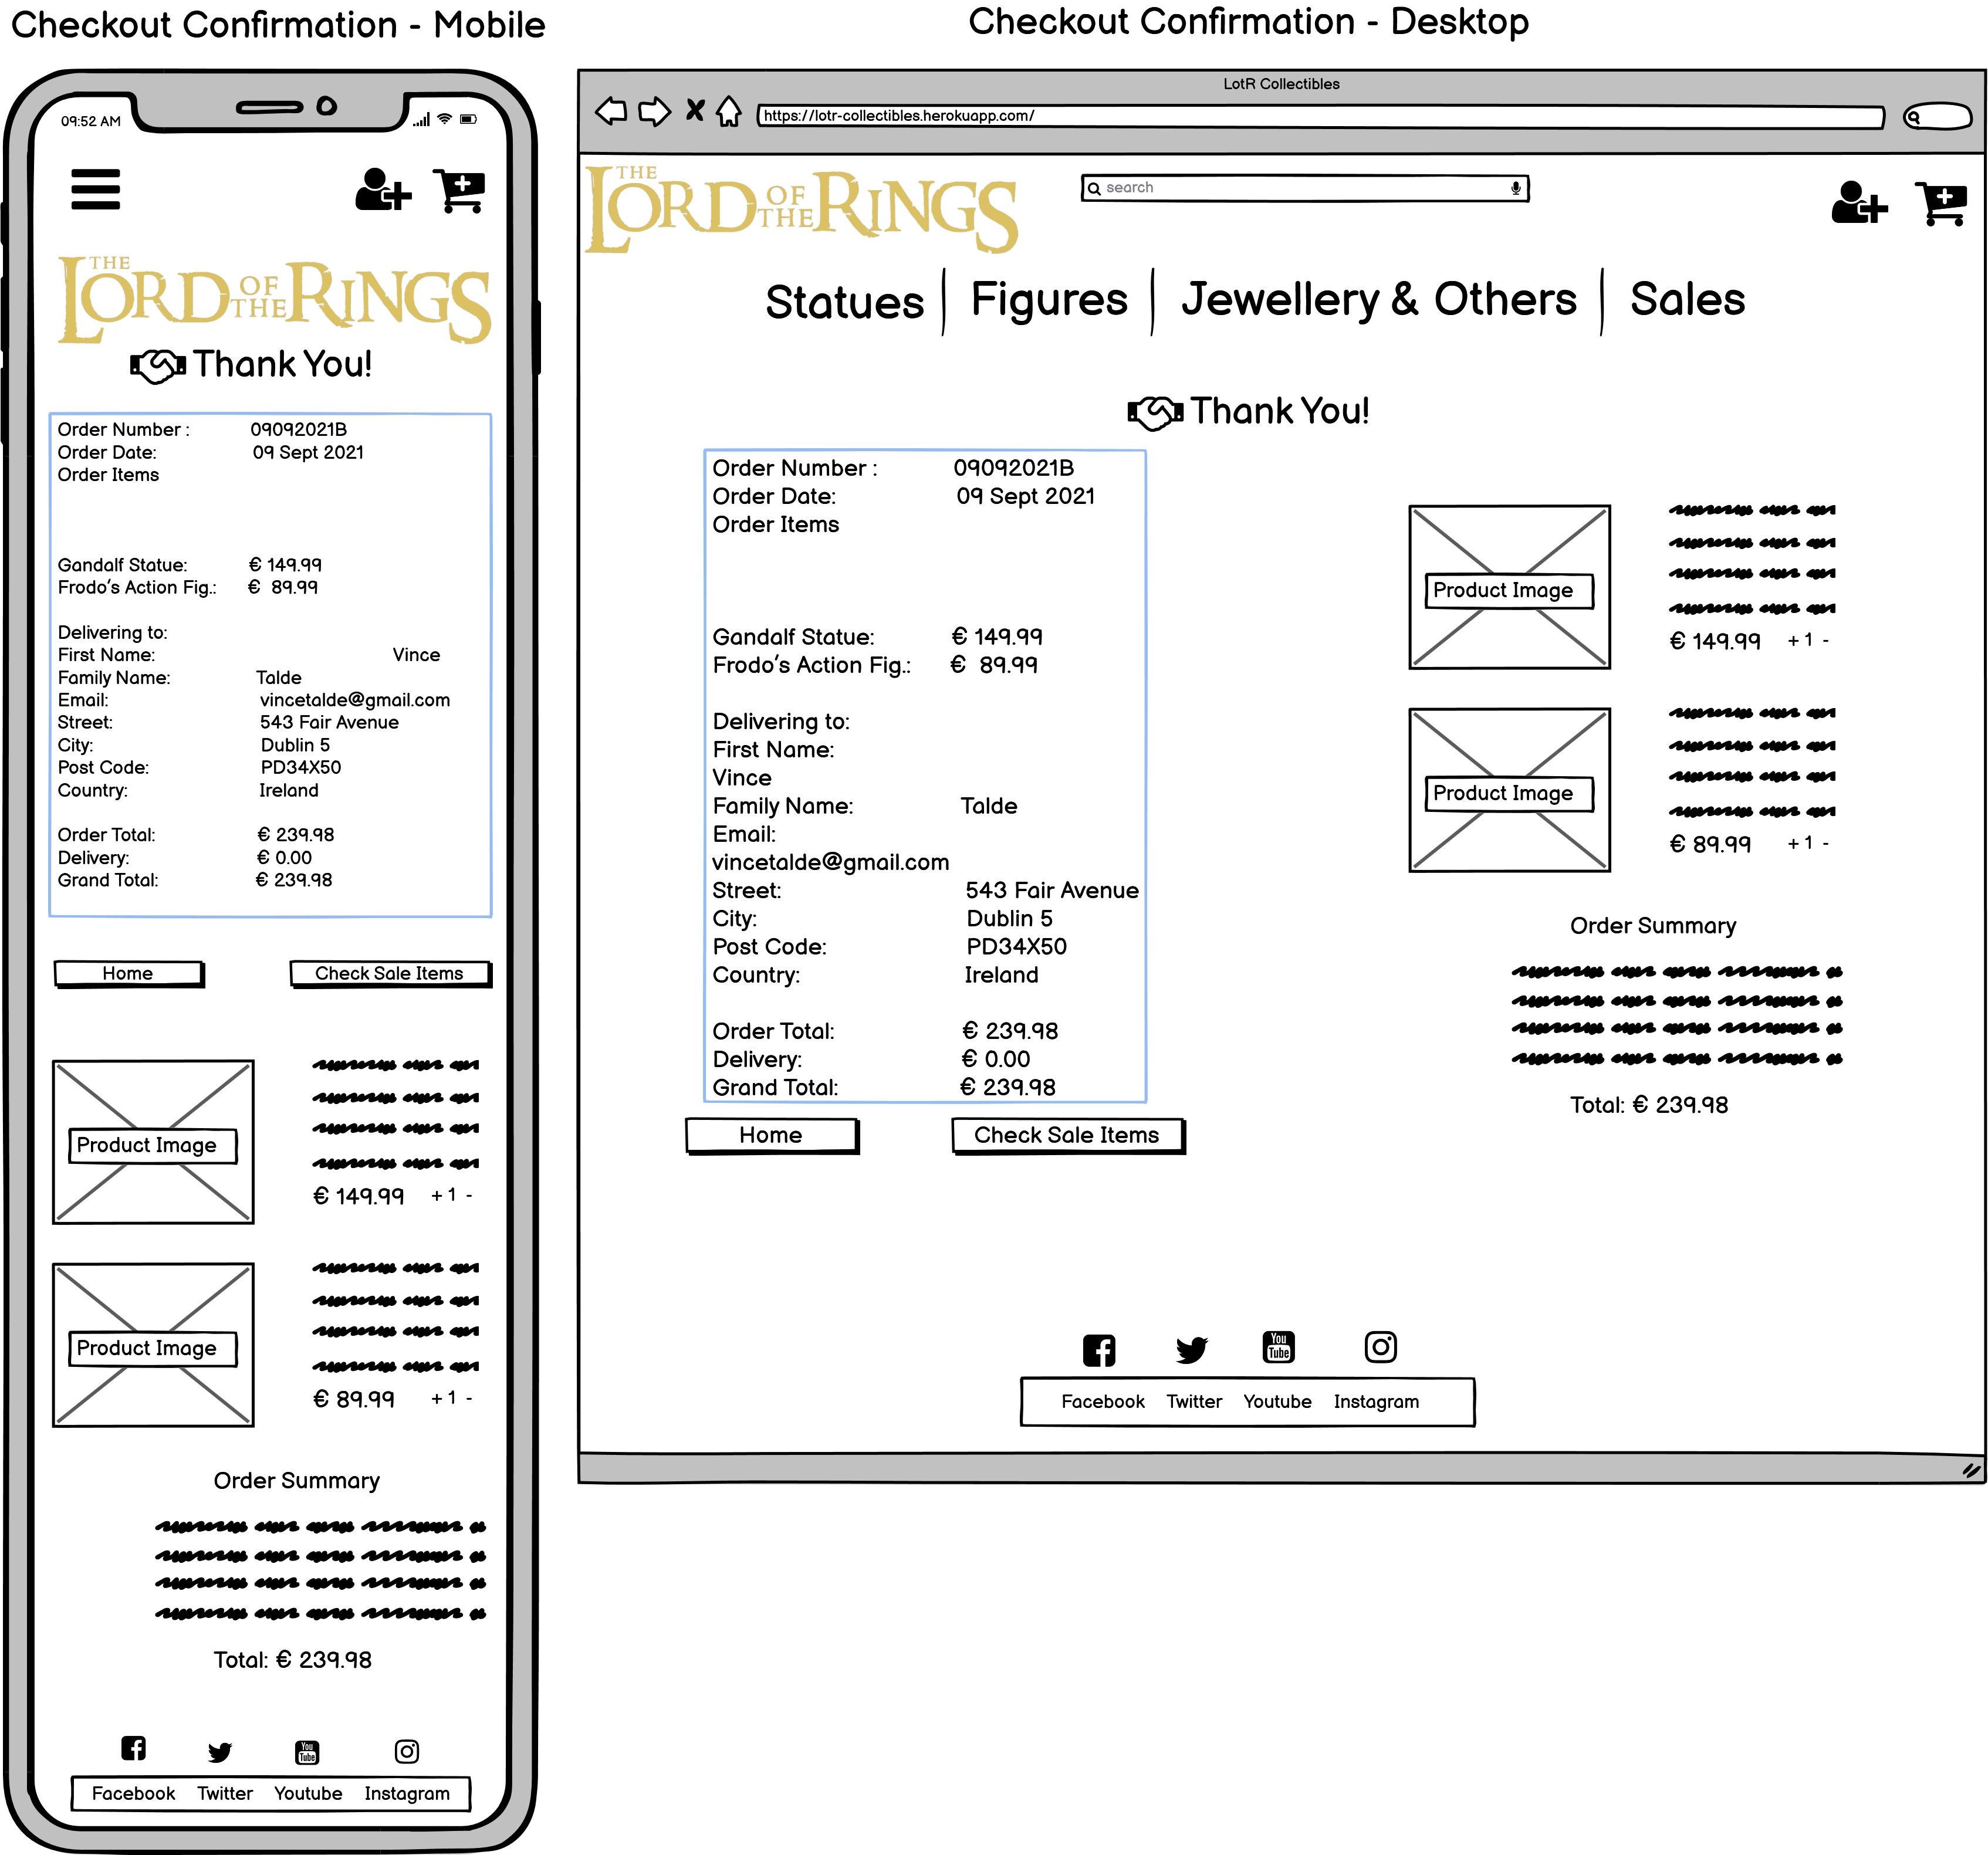 Checkout Confirmation - Mobile
09:52 AM
THE LORD OF THE RINGS
Thank You!
Order Number : 09092021B
Order Date: 09 Sept 2021
Order Items
Gandalf Statue: € 149.99
Frodo's Action Fig.: € 89.99
Delivering to:
First Name: Vince
Family Name: Talde
Email: vincetalde@gmail.com
Street: 543 Fair Avenue
City: Dublin 5
Post Code: PD34X50
Country: Ireland
Order Total: € 239.98
Delivery: € 0.00
Grand Total: € 239.98
Home Check Sale Items
Product Image
€ 149.99 + 1 -
Product Image
€ 89.99 + 1 -
Order Summary
Total: € 239.98
You Tube
Facebook Twitter Youtube Instagram
Checkout Confirmation - Desktop
LotR Collectibles
https://lotr-collectibles.herokuapp.com/
THE LORD OF THE RINGS
search
Statues Figures Jewellery & Others Sales
Thank You!
Order Number : 09092021B
Order Date: 09 Sept 2021
Order Items
Gandalf Statue: € 149.99
Frodo's Action Fig.: € 89.99
Delivering to:
First Name:
Vince
Family Name: Talde
Email:
vincetalde@gmail.com
Street: 543 Fair Avenue
City: Dublin 5
Post Code: PD34X50
Country: Ireland
Order Total: € 239.98
Delivery: € 0.00
Grand Total: € 239.98
Home Check Sale Items
Product Image
€ 149.99 + 1 -
Product Image
€ 89.99 + 1 -
Order Summary
Total: € 239.98
You Tube
Facebook Twitter Youtube Instagram